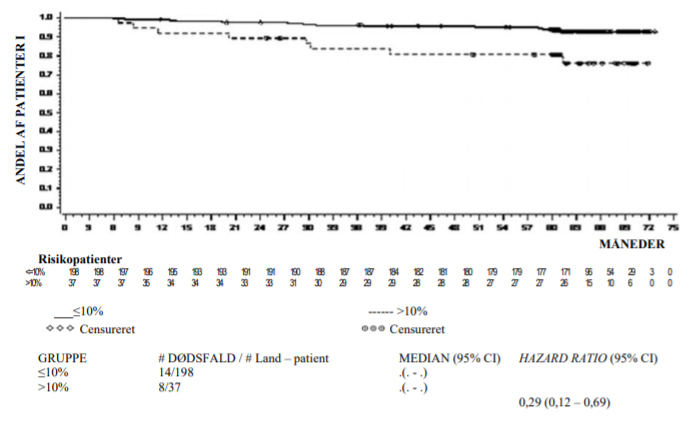 ANDEL AF PATIENTER I
1.0
0.9
0.8
0.7
0.6
0.5
0.4
0.3
0.2
0.1
0.0
0 3 6 9 12 15 18 21 24 27 30 33 36 39 42 45 48 51 54 57 60 63 66 69 72 75
MÅNEDER
Risikopatienter
<=10% 198 198 197 196 195 193 193 191 191 190 188 187 187 184 182 181 180 179 179 177 171 96 54 29 3 0
>10% 37 37 37 35 34 34 34 33 33 31 30 29 29 29 28 28 28 27 27 27 26 15 10 6 0 0
≤10% >10%
Censureret Censureret
GRUPPE # DØDSFALD / # Land – patient MEDIAN (95% CI) HAZARD RATIO (95% CI)
≤10% 14/198 .(. - .)
>10% 8/37 .(. - .)
0,29 (0,12 – 0,69)